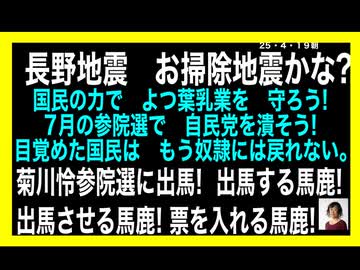 25・4・19朝
長野地震　お掃除地震かな?
国民の力で　よつ葉乳業を　守ろう!
7月の参院選で　自民党を潰そう!
目覚めた国民は　もう奴隷には戻れない。
菊川怜参院選に出馬!　出馬する馬鹿!
出馬させる馬鹿! 票を入れる馬鹿!